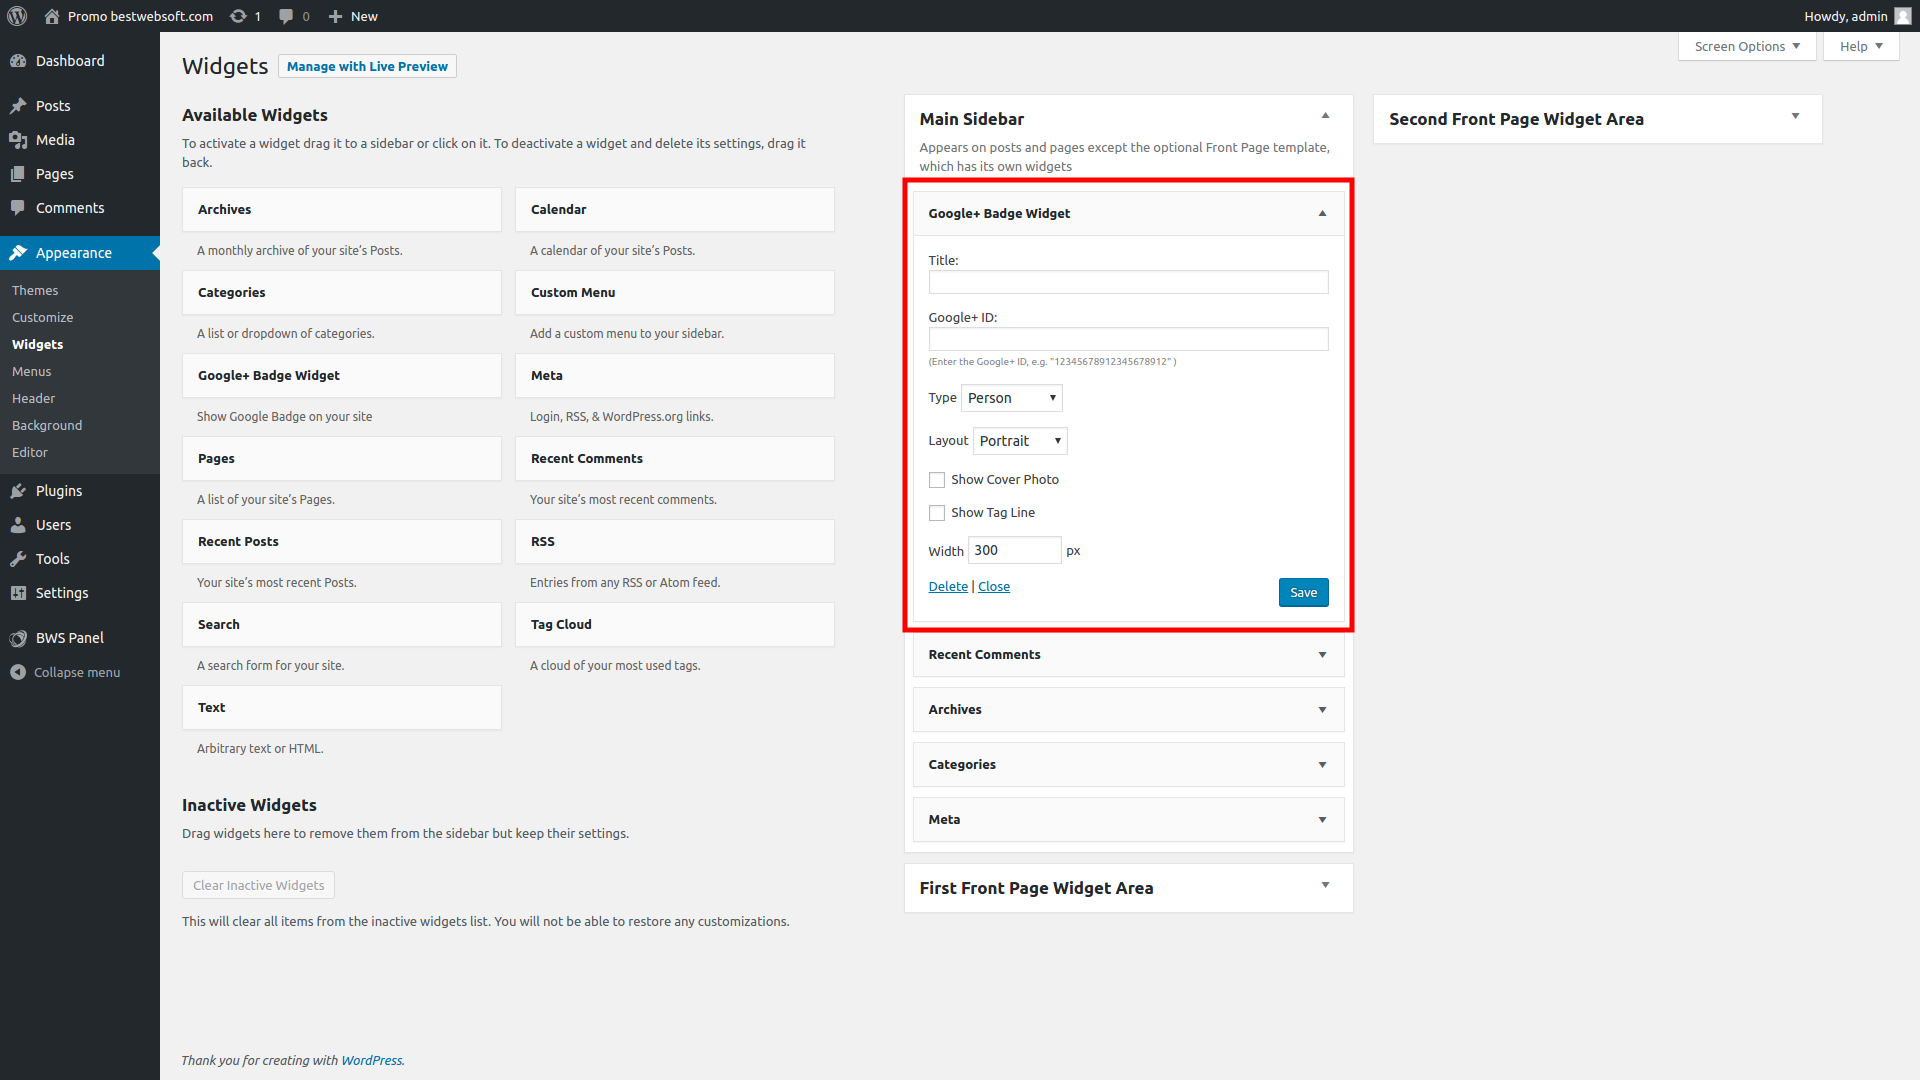 Promo bestwebsoft.com 1 0 New Howdy, admin
Screen Options Help
Dashboard
Posts
Media
Pages
Comments
Appearance
Themes
Customize
Widgets
Menus
Header
Background
Editor
Plugins
Users
Tools
Settings
BWS Panel
Collapse menu
Widgets Manage with Live Preview
Available Widgets
To activate a widget drag it to a sidebar or click on it. To deactivate a widget and delete its settings, drag it
back.
Archives Calendar
A monthly archive of your site’s Posts. A calendar of your site’s Posts.
Categories Custom Menu
A list or dropdown of categories. Add a custom menu to your sidebar.
Google+ Badge Widget Meta
Show Google Badge on your site Login, RSS, & WordPress.org links.
Pages Recent Comments
A list of your site’s Pages. Your site’s most recent comments.
Recent Posts RSS
Your site’s most recent Posts. Entries from any RSS or Atom feed.
Search Tag Cloud
A search form for your site. A cloud of your most used tags.
Text
Arbitrary text or HTML.
Inactive Widgets
Drag widgets here to remove them from the sidebar but keep their settings.
Clear Inactive Widgets
This will clear all items from the inactive widgets list. You will not be able to restore any customizations.
Main Sidebar
Appears on posts and pages except the optional Front Page template,
which has its own widgets
Google+ Badge Widget
Title:
Google+ ID:
(Enter the Google+ ID, e.g. "12345678912345678912" )
Type Person
Layout Portrait
Show Cover Photo
Show Tag Line
Width 300 px
Delete | Close Save
Recent Comments
Archives
Categories
Meta
First Front Page Widget Area
Second Front Page Widget Area
Thank you for creating with WordPress.